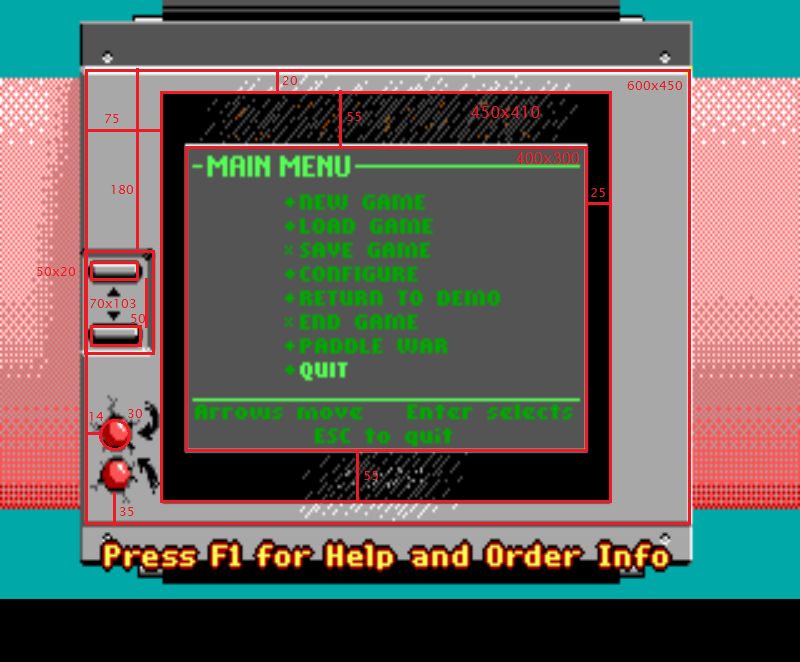 20
600x450
75
55
450x410
MAIN MENU
400x300
180
25
NEW GAME
LOAD GAME
SAVE GAME
50x20
CONFIGURE
70x103
RETURN TO DEMO
50
END GAME
PADDLE WAR
QUIT
14
30
Arrows move Enter selects
ESC to quit
55
35
Press F1 for Help and Order Info